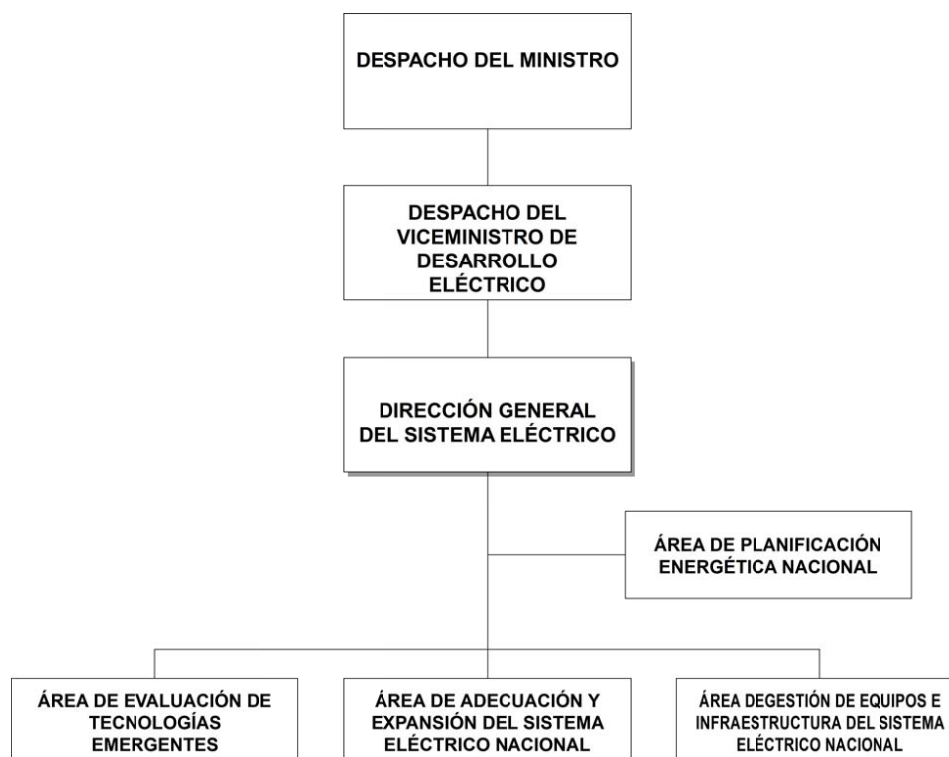 DESPACHO DEL MINISTRO
DESPACHO DEL
VICEMINISTRO DE
DESARROLLO
ELÉCTRICO
DIRECCIÓN GENERAL
DEL SISTEMA ELÉCTRICO
ÁREA DE PLANIFICACIÓN
ENERGÉTICA NACIONAL
ÁREA DE EVALUACIÓN DE
TECNOLOGÍAS
EMERGENTES
ÁREA DE ADECUACIÓN Y
EXPANSIÓN DEL SISTEMA
ELÉCTRICO NACIONAL
ÁREA DEGESTIÓN DE EQUIPOS E
INFRAESTRUCTURA DEL SISTEMA
ELÉCTRICO NACIONAL